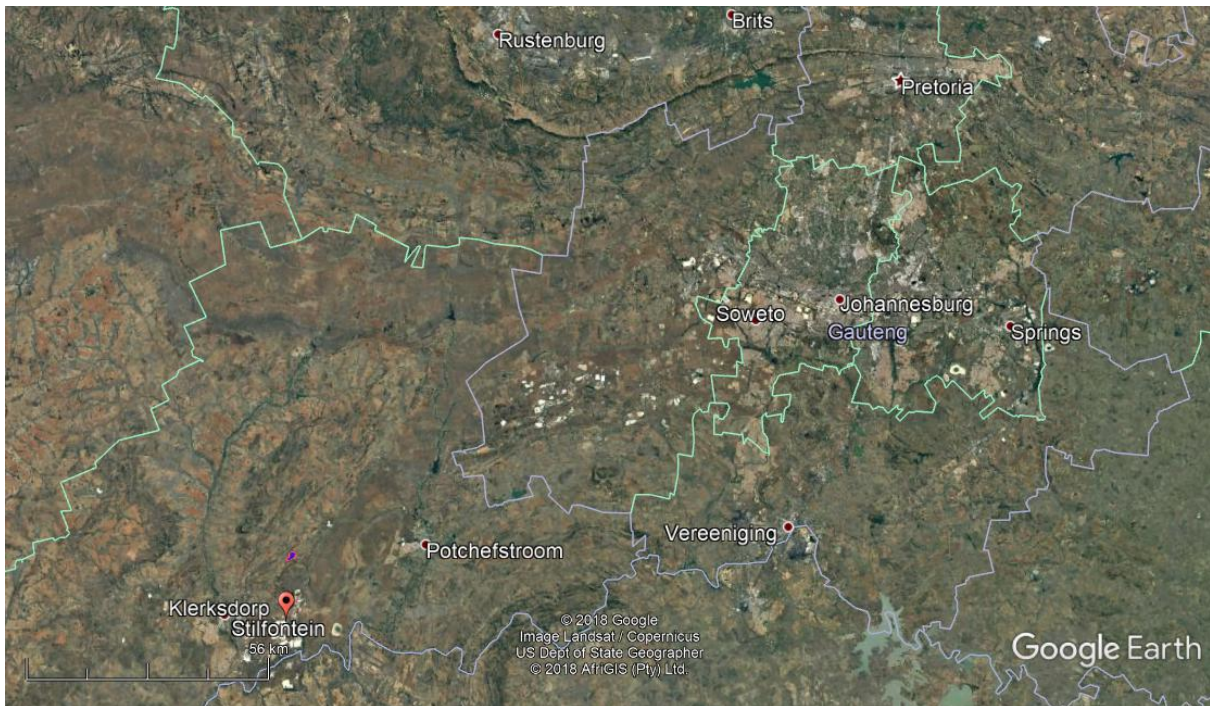 Brits
Rustenburg
Pretoria
Johannesburg
Soweto
Gauteng
Springs
Vereeniging
Potchefstroom
Klerksdorp
Stilfontein
56 km
© 2018 Google
Image Landsat / Copernicus
US Dept of State Geographer
© 2018 AfriGIS (Pty) Ltd.
Google Earth